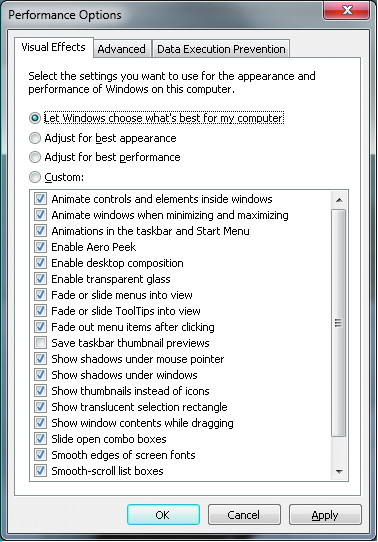 Performance Options
Visual Effects Advanced Data Execution Prevention
Select the settings you want to use for the appearance and
performance of Windows on this computer.
Let Windows choose what's best for my computer
Adjust for best appearance
Adjust for best performance
Custom:
Animate controls and elements inside windows
Animate windows when minimizing and maximizing
Animations in the taskbar and Start Menu
Enable Aero Peek
Enable desktop composition
Enable transparent glass
Fade or slide menus into view
Fade or slide ToolTips into view
Fade out menu items after clicking
Save taskbar thumbnail previews
Show shadows under mouse pointer
Show shadows under windows
Show thumbnails instead of icons
Show translucent selection rectangle
Show window contents while dragging
Slide open combo boxes
Smooth edges of screen fonts
Smooth-scroll list boxes
OK Cancel Apply